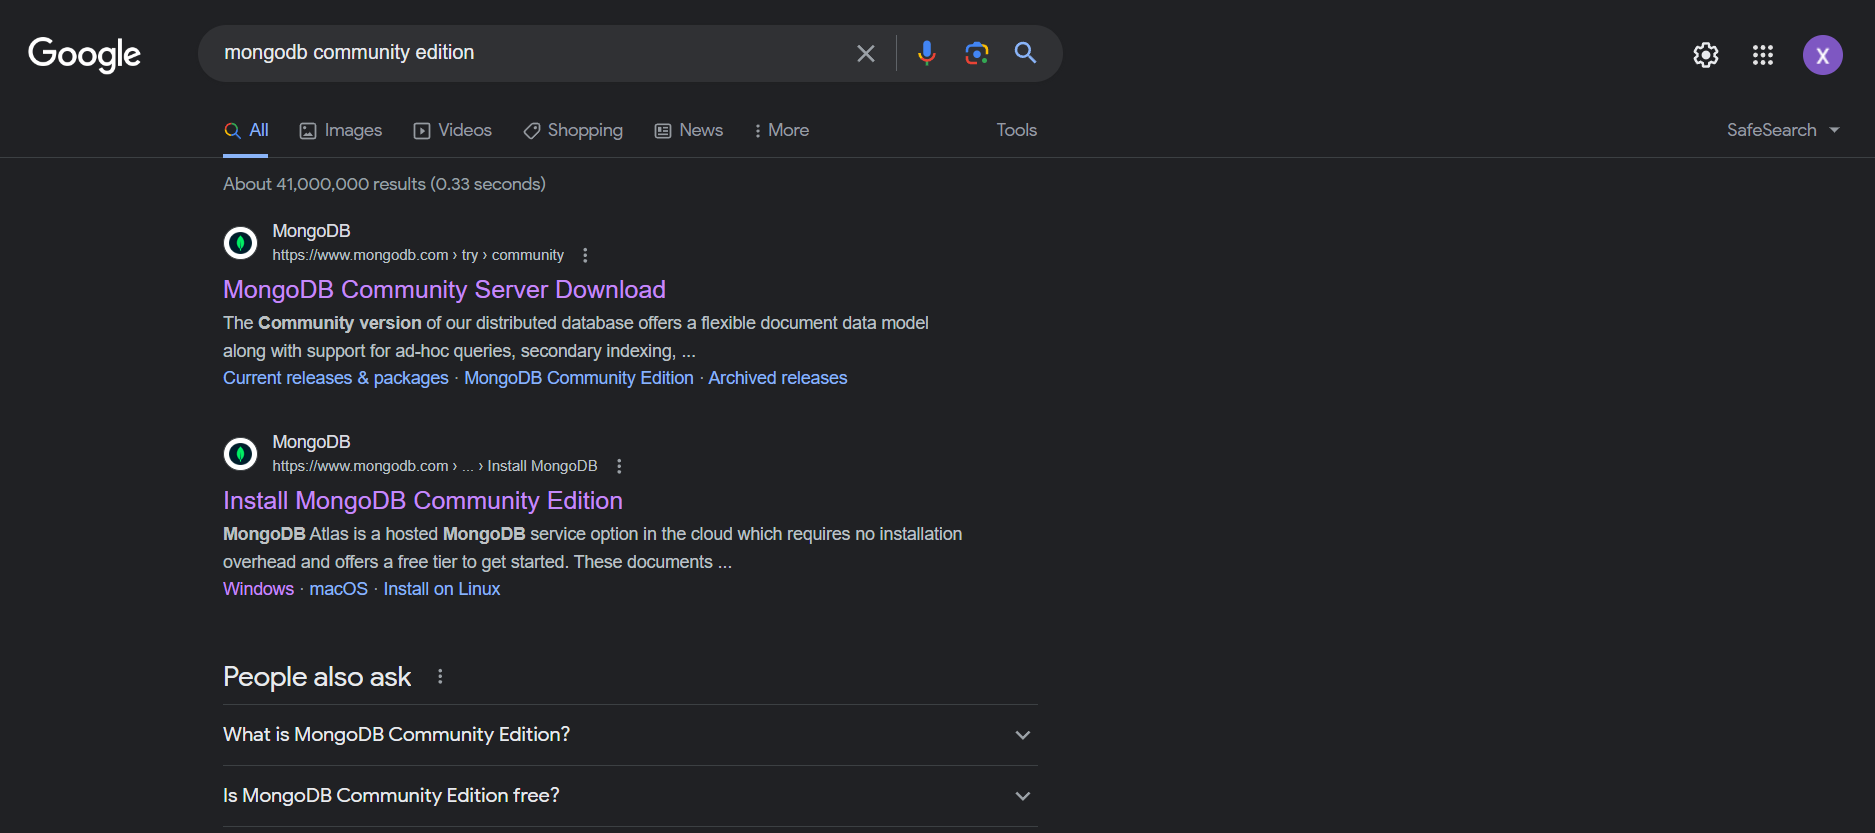 Google
mongodb community edition
X
All
Images
Videos
Shopping
News
More
Tools
SafeSearch
About 41,000,000 results (0.33 seconds)
MongoDB
https://www.mongodb.com › try › community
MongoDB Community Server Download
The Community version of our distributed database offers a flexible document data model
along with support for ad-hoc queries, secondary indexing, ...
Current releases & packages · MongoDB Community Edition · Archived releases
MongoDB
https://www.mongodb.com › ... › Install MongoDB
Install MongoDB Community Edition
MongoDB Atlas is a hosted MongoDB service option in the cloud which requires no installation
overhead and offers a free tier to get started. These documents ...
Windows · macOS · Install on Linux
People also ask
What is MongoDB Community Edition?
Is MongoDB Community Edition free?